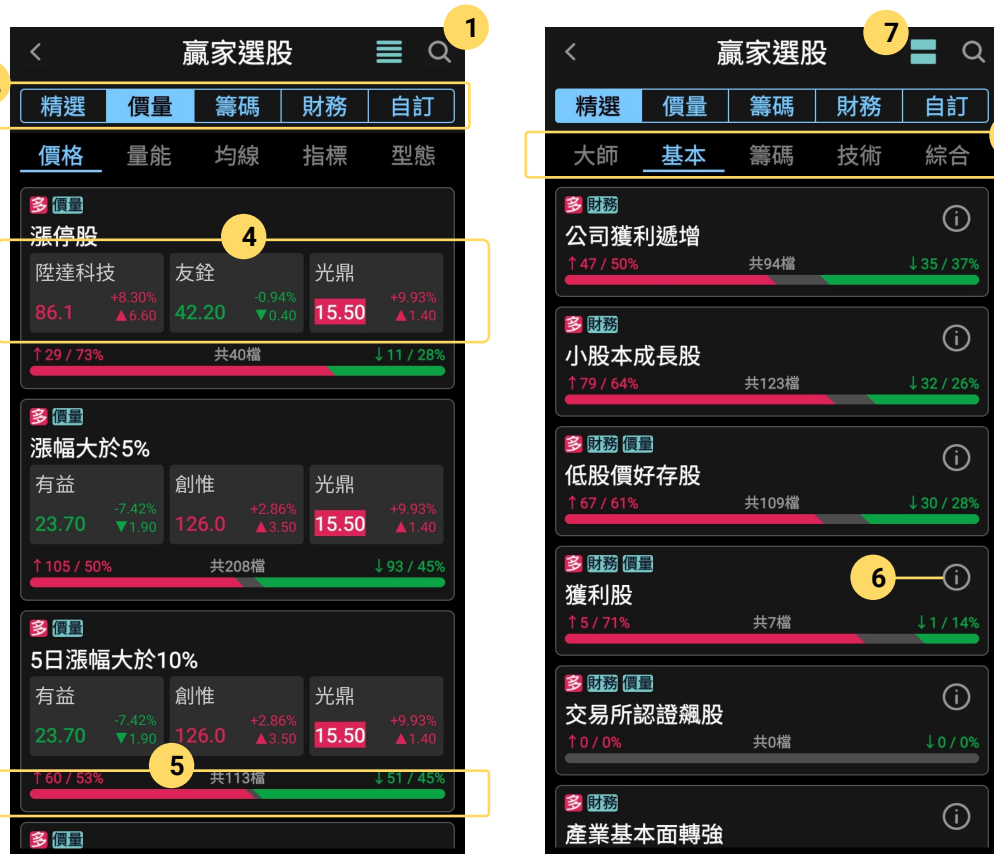 1
贏家選股
精選 價量 籌碼 財務 自訂
價格 量能 均線 指標 型態
多 價量
漲停股
4
陞達科技 友銓 光鼎
86.1 +8.30% ▲6.60 42.20 -0.94% ▼0.40 15.50 +9.93% ▲1.40
↑29 / 73% 共40檔 ↓11 / 28%
多 價量
漲幅大於5%
有益 創惟 光鼎
23.70 -7.42% ▼1.90 126.0 +2.86% ▲3.50 15.50 +9.93% ▲1.40
↑105 / 50% 共208檔 ↓93 / 45%
多 價量
5日漲幅大於10%
有益 創惟 光鼎
23.70 -7.42% ▼1.90 126.0 +2.86% ▲3.50 15.50 +9.93% ▲1.40
5
↑60 / 53% 共113檔 ↓51 / 45%
多 價量
7
贏家選股
精選 價量 籌碼 財務 自訂
大師 基本 籌碼 技術 綜合
多 財務
公司獲利遞增
↑47 / 50% 共94檔 ↓35 / 37%
多 財務
小股本成長股
↑79 / 64% 共123檔 ↓32 / 26%
多 財務 價量
低股價好存股
↑67 / 61% 共109檔 ↓30 / 28%
多 財務 價量
獲利股
6
↑5 / 71% 共7檔 ↓1 / 14%
多 財務 價量
交易所認證飆股
↑0 / 0% 共0檔 ↓0 / 0%
多 財務
產業基本面轉強